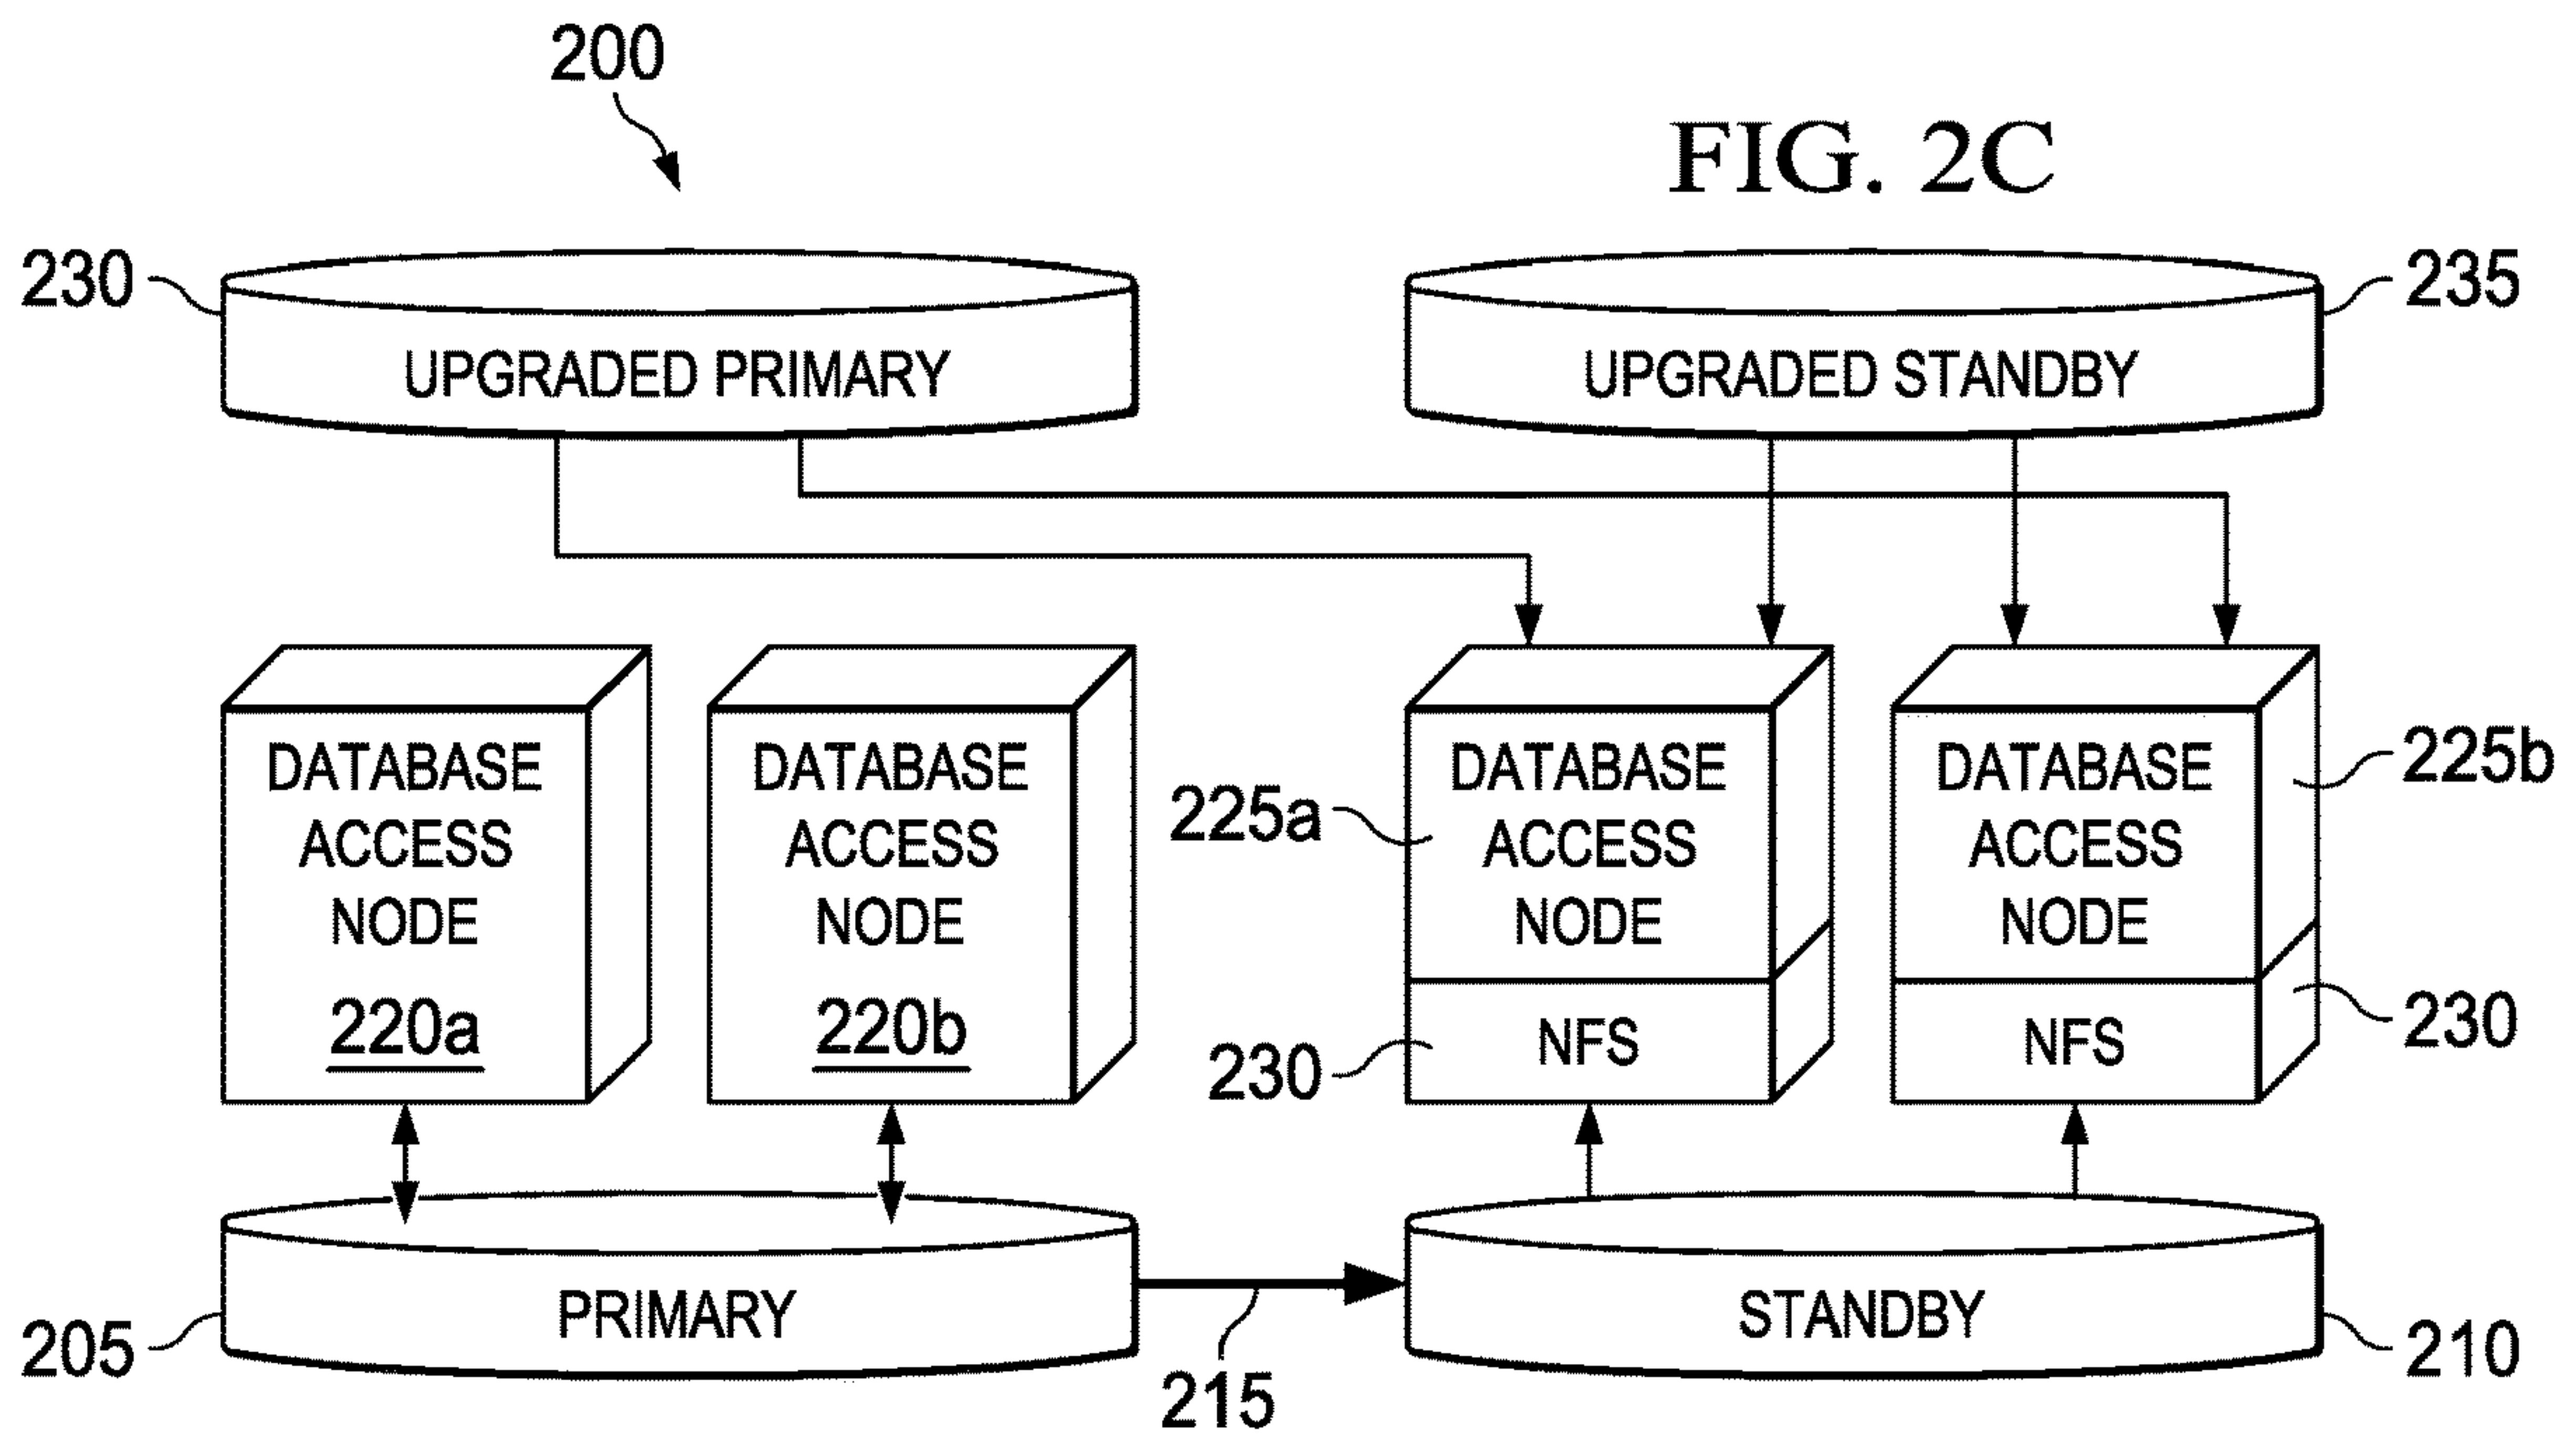 200
FIG. 2C
230
235
UPGRADED PRIMARY
UPGRADED STANDBY
DATABASE
ACCESS
NODE
220a
DATABASE
ACCESS
NODE
220b
225a
DATABASE
ACCESS
NODE
230
NFS
DATABASE
ACCESS
NODE
225b
NFS
230
205
PRIMARY
215
STANDBY
210